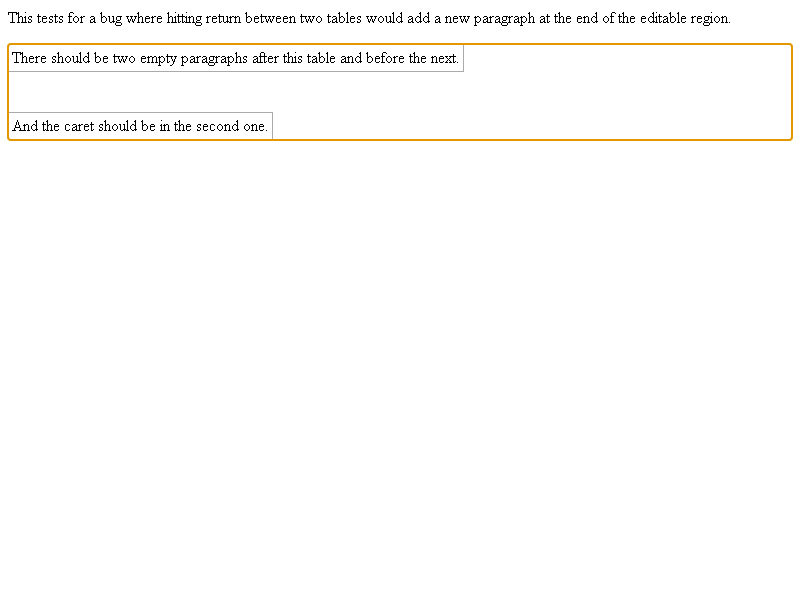 This tests for a bug where hitting return between two tables would add a new paragraph at the end of the editable region.
There should be two empty paragraphs after this table and before the next.
And the caret should be in the second one.